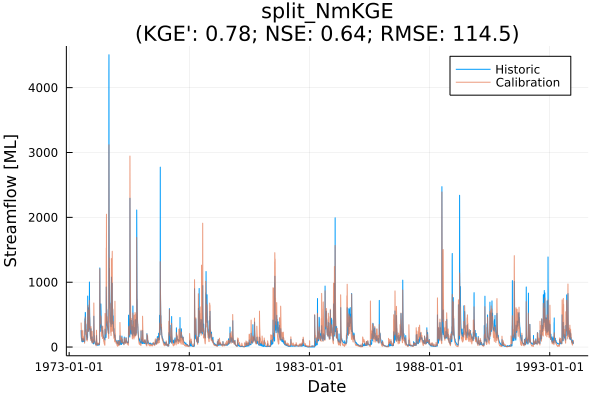 split_NmKGE
(KGE': 0.78; NSE: 0.64; RMSE: 114.5)
Historic
Calibration
Streamflow [ML]
4000
3000
2000
1000
0
1973-01-01 1978-01-01 1983-01-01 1988-01-01 1993-01-01
Date